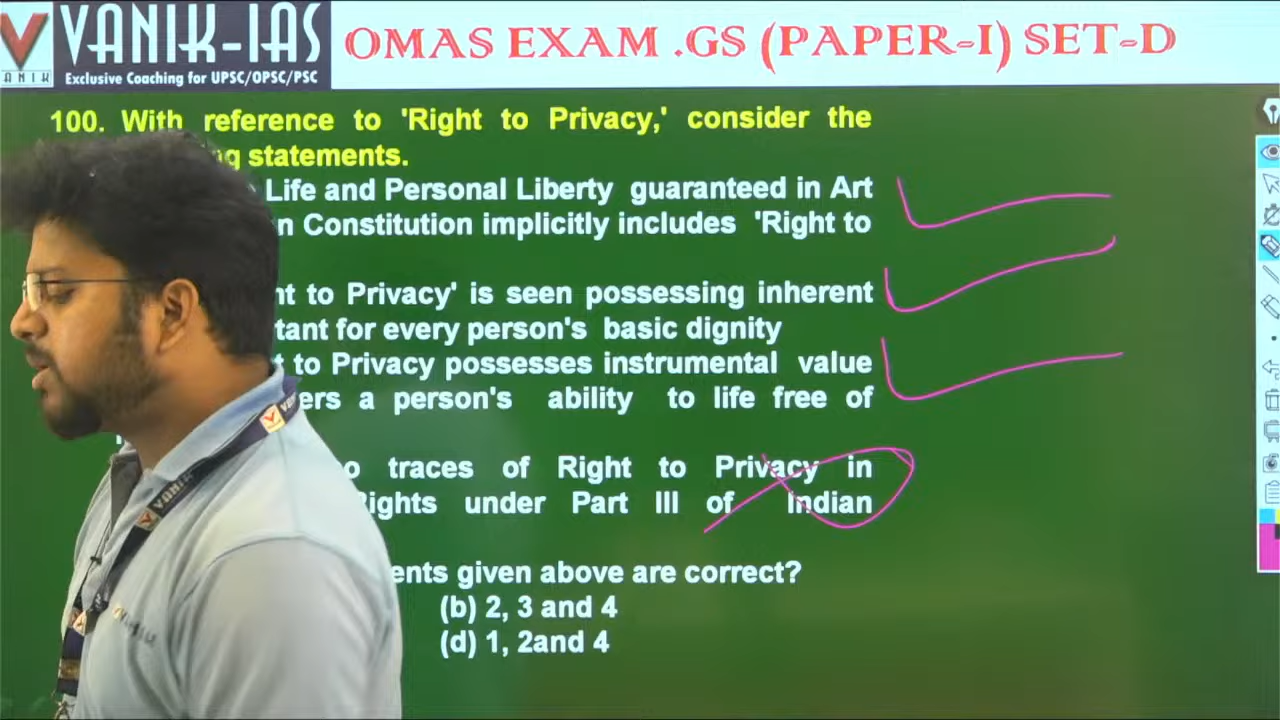 VANIK-IAS
Exclusive Coaching for UPSC/OPSC/PSC
VANIK
OMAS EXAM .GS (PAPER-I) SET-D
100. With reference to 'Right to Privacy,' consider the
statements.
Life and Personal Liberty guaranteed in Art
Constitution implicitly includes 'Right to
to Privacy' is seen possessing inherent
for every person's basic dignity
to Privacy possesses instrumental value
a person's ability to life free of
traces of Right to Privacy in
Rights under Part III of Indian
given above are correct?
(b) 2, 3 and 4
(d) 1, 2and 4
VANIK